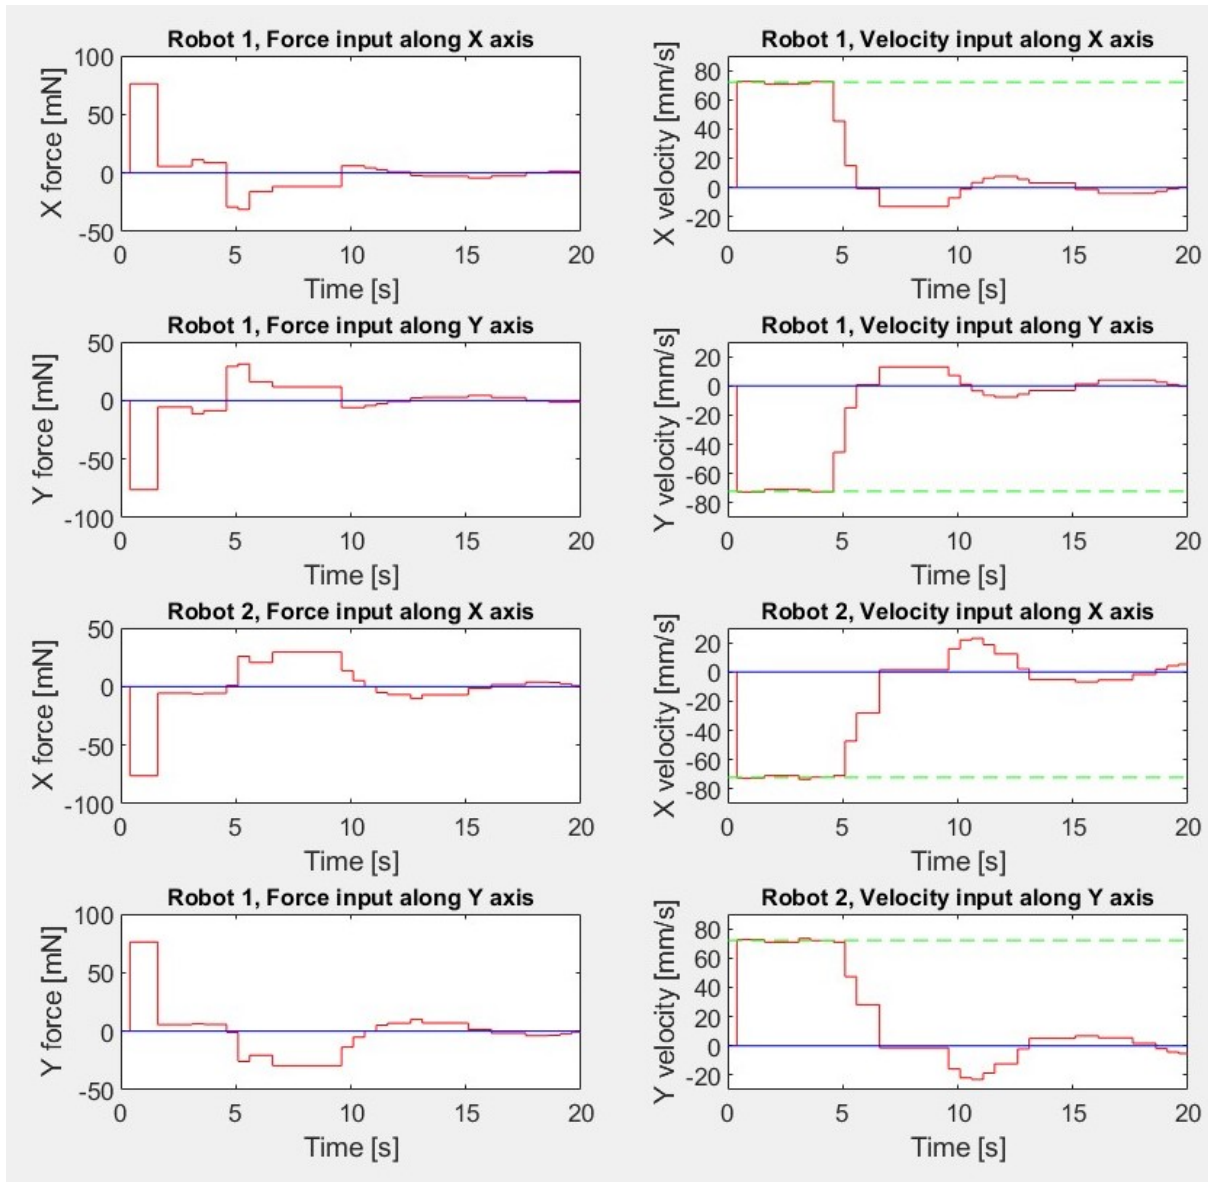 Robot 1, Force input along X axis
X force [mN]
100
50
0
-50
0 5 10 15 20
Time [s]
Robot 1, Velocity input along X axis
X velocity [mm/s]
80
60
40
20
0
-20
0 5 10 15 20
Time [s]
Robot 1, Force input along Y axis
Y force [mN]
50
0
-50
-100
0 5 10 15 20
Time [s]
Robot 1, Velocity input along Y axis
Y velocity [mm/s]
20
0
-20
-40
-60
-80
0 5 10 15 20
Time [s]
Robot 2, Force input along X axis
X force [mN]
50
0
-50
-100
0 5 10 15 20
Time [s]
Robot 2, Velocity input along X axis
X velocity [mm/s]
20
0
-20
-40
-60
-80
0 5 10 15 20
Time [s]
Robot 1, Force input along Y axis
Y force [mN]
100
50
0
-50
0 5 10 15 20
Time [s]
Robot 2, Velocity input along Y axis
Y velocity [mm/s]
80
60
40
20
0
-20
0 5 10 15 20
Time [s]